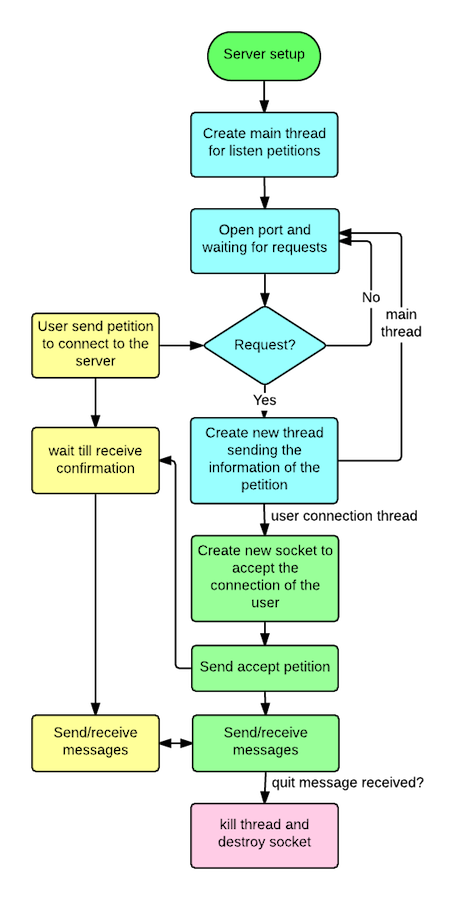 Server setup
Create main thread
for listen petitions
Open port and
waiting for requests
No
main
thread
User send petition
to connect to the
server
Request?
Yes
wait till receive
confirmation
Create new thread
sending the
information of the
petition
user connection thread
Create new socket to
accept the
connection of the
user
Send accept petition
Send/receive
messages
Send/receive
messages
quit message received?
kill thread and
destroy socket